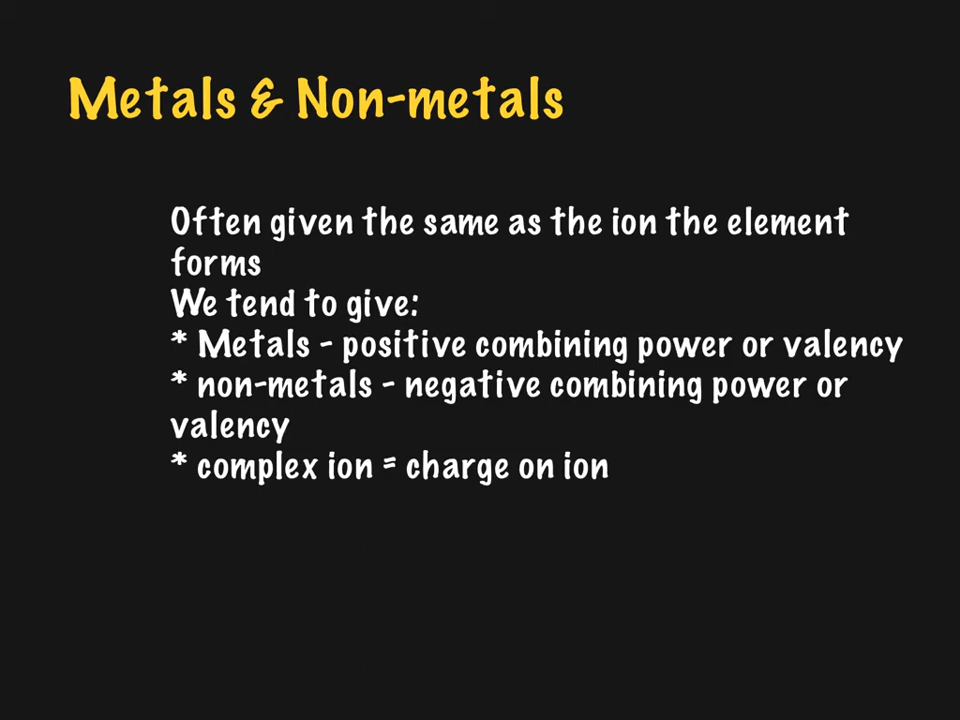 Metals & Non-metals
Often given the same as the ion the element
forms
We tend to give:
* Metals - positive combining power or valency
* non-metals - negative combining power or
valency
* complex ion = charge on ion